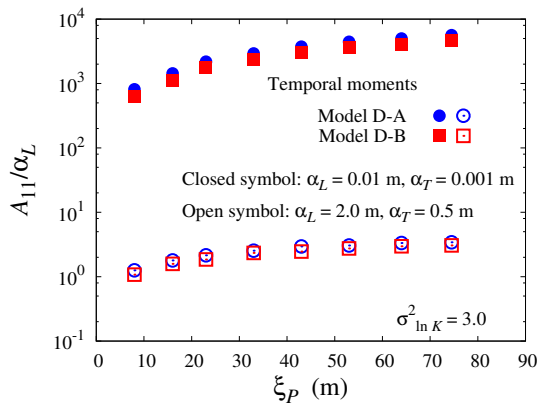 10^4
10^3
10^2
10^1
10^0
10^-1
A_11/α_L
Temporal moments
Model D-A
Model D-B
Closed symbol: α_L = 0.01 m, α_T = 0.001 m
Open symbol: α_L = 2.0 m, α_T = 0.5 m
σ^2_ln K = 3.0
0 10 20 30 40 50 60 70 80 90
ξ_P (m)